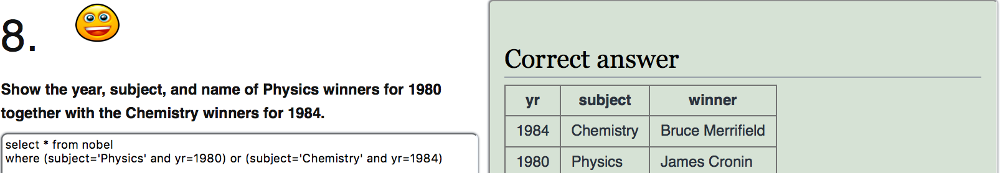 8.
Show the year, subject, and name of Physics winners for 1980
together with the Chemistry winners for 1984.
select * from nobel
where (subject='Physics' and yr=1980) or (subject='Chemistry' and yr=1984)
Correct answer
yr subject winner
1984 Chemistry Bruce Merrifield
1980 Physics James Cronin